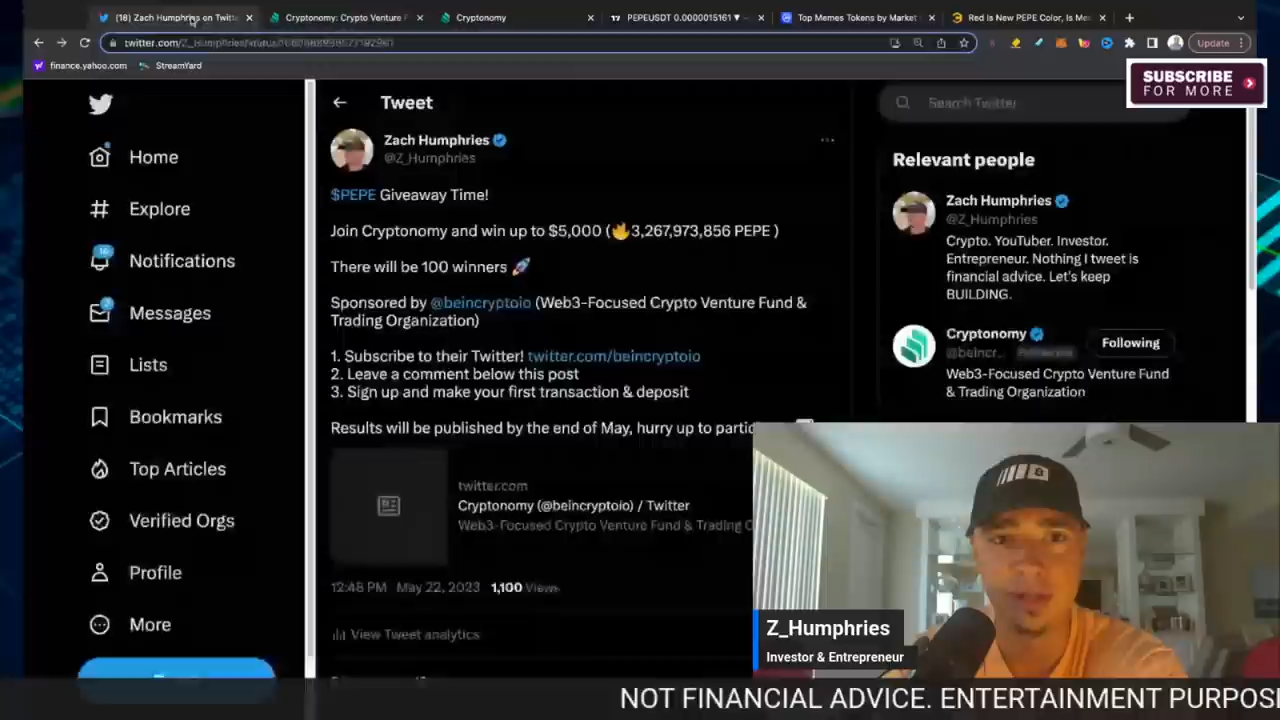 (18) Zach Humphries on Twitte
Cryptonomy: Crypto Venture F
Cryptonomy
PEPEUSDT 0.0000015161 ▼ –
Top Memes Tokens by Market
Red Is New PEPE Color, Is Me
Update
finance.yahoo.com
StreamYard
SUBSCRIBE
FOR MORE
Home
Explore
16
Notifications
Messages
Lists
Bookmarks
Top Articles
Verified Orgs
Profile
More
Tweet
Zach Humphries
@Z_Humphries
$PEPE Giveaway Time!
Join Cryptonomy and win up to $5,000 (🔥3,267,973,856 PEPE )
There will be 100 winners 🚀
Sponsored by @beincryptoio (Web3-Focused Crypto Venture Fund &
Trading Organization)
1. Subscribe to their Twitter! twitter.com/beincryptoio
2. Leave a comment below this post
3. Sign up and make your first transaction & deposit
Results will be published by the end of May, hurry up to partic
twitter.com
Cryptonomy (@beincryptoio) / Twitter
Web3-Focused Crypto Venture Fund & Trading O
12:48 PM May 22, 2023 1,100 Views
View Tweet analytics
Search Twitter
Relevant people
Zach Humphries
@Z_Humphries
Crypto. YouTuber. Investor.
Entrepreneur. Nothing I tweet is
financial advice. Let's keep
BUILDING.
Cryptonomy
@beincr...
Following
Web3-Focused Crypto Venture Fund
& Trading Organization
Z_Humphries
Investor & Entrepreneur
NOT FINANCIAL ADVICE. ENTERTAINMENT PURPOS